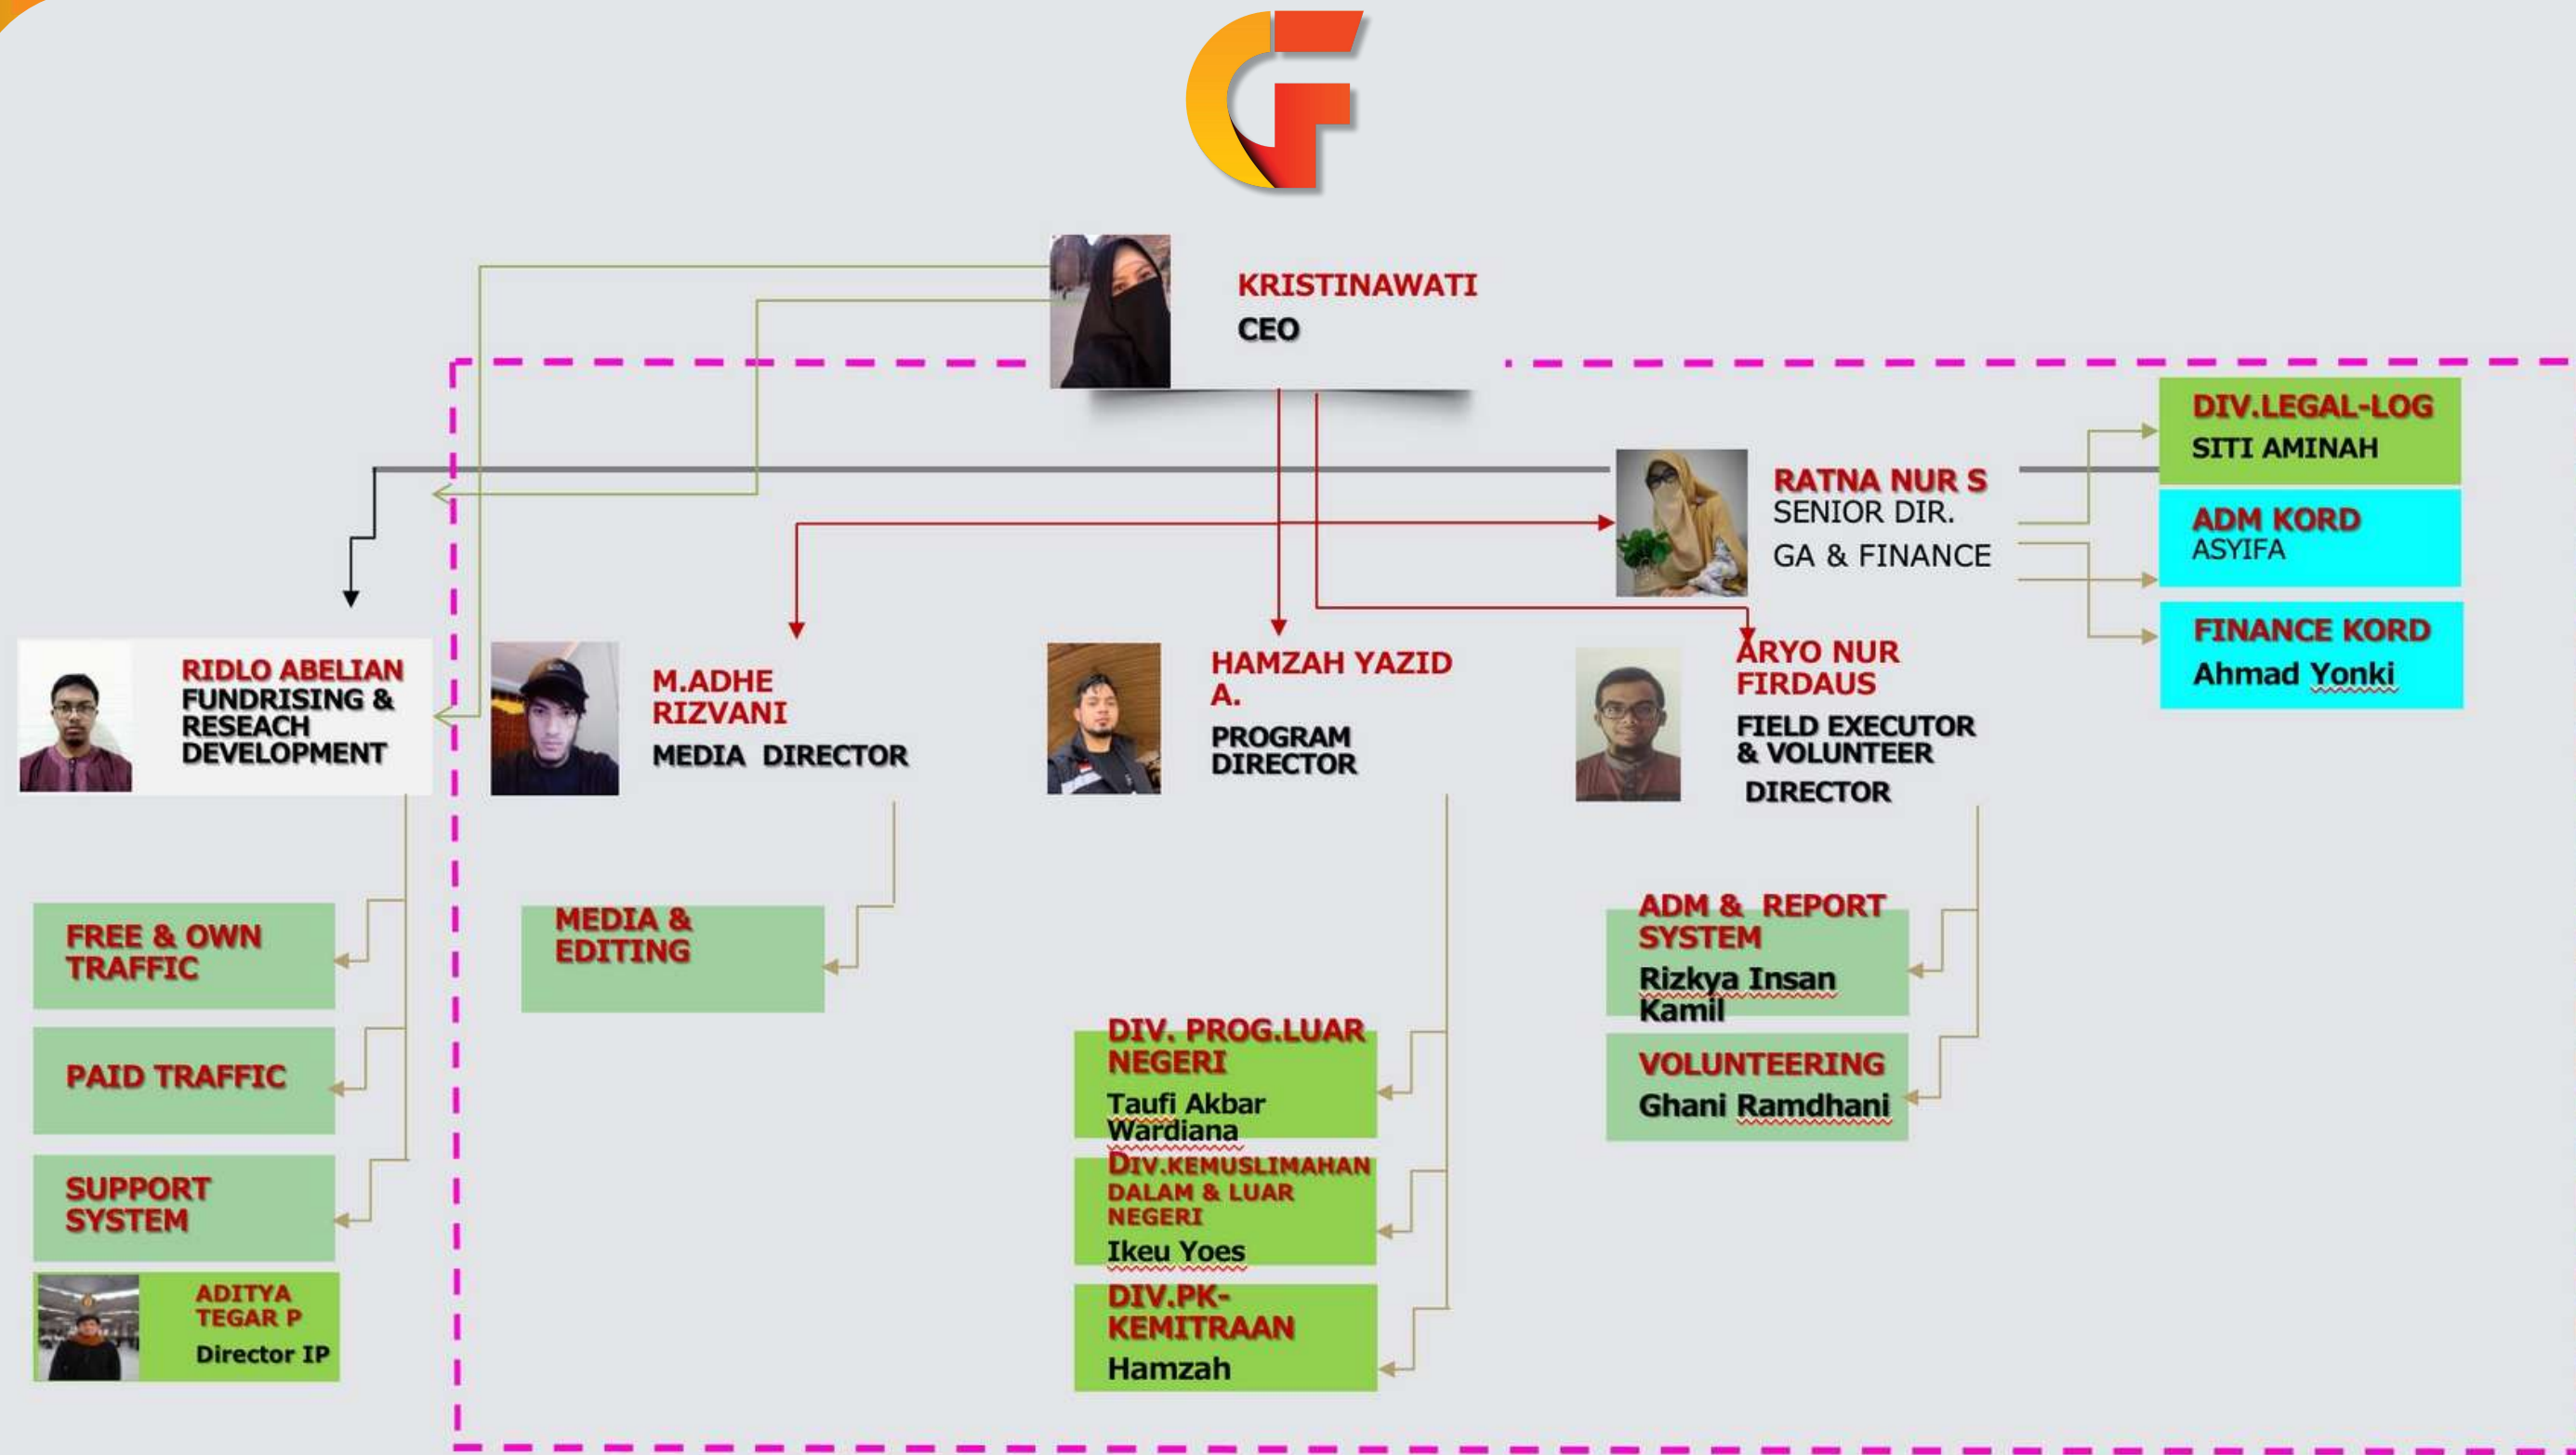 KRISTINAWATI
CEO
DIV.LEGAL-LOG
SITI AMINAH
RATNA NUR S
SENIOR DIR.
GA & FINANCE
ADM KORD
ASYIFA
FINANCE KORD
Ahmad Yonki
RIDLO ABELIAN
FUNDRISING &
RESEACH
DEVELOPMENT
M.ADHE
RIZVANI
MEDIA DIRECTOR
HAMZAH YAZID
A.
PROGRAM
DIRECTOR
ARYO NUR
FIRDAUS
FIELD EXECUTOR
& VOLUNTEER
DIRECTOR
FREE & OWN
TRAFFIC
PAID TRAFFIC
SUPPORT
SYSTEM
ADITYA
TEGAR P
Director IP
MEDIA &
EDITING
DIV. PROG.LUAR
NEGERI
Taufi Akbar
Wardiana
DIV.KEMUSLIMAHAN
DALAM & LUAR
NEGERI
Ikeu Yoes
DIV.PK-
KEMITRAAN
Hamzah
ADM & REPORT
SYSTEM
Rizkya Insan
Kamil
VOLUNTEERING
Ghani Ramdhani